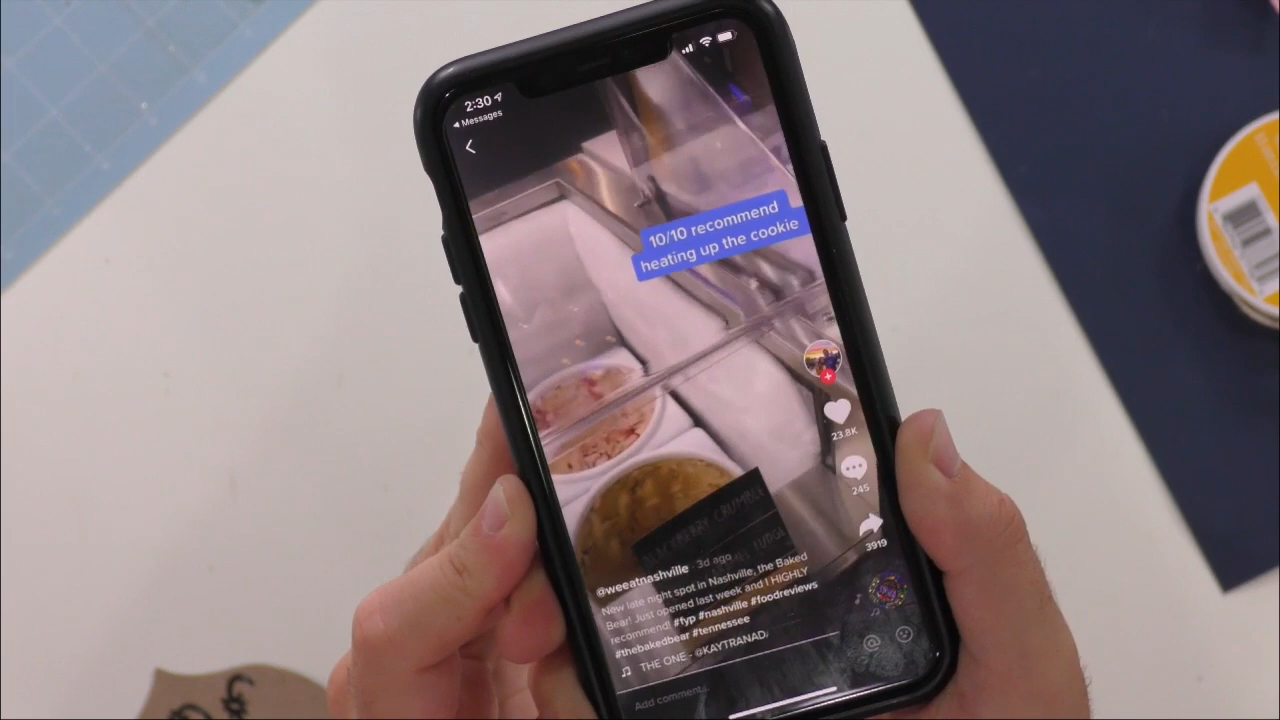 2:30
◀ Messages
10/10 recommend
heating up the cookie
23.8K
245
3919
CRUMBLE
FUDGE
@weeatnashville · 3d ago
New late night spot in Nashville, the Baked
Bear! Just opened last week and I HIGHLY
recommend! #fyp #nashville #foodreviews
#thebakedbear #tennessee
THE ONE - @KAYTRANAD
Add comment...